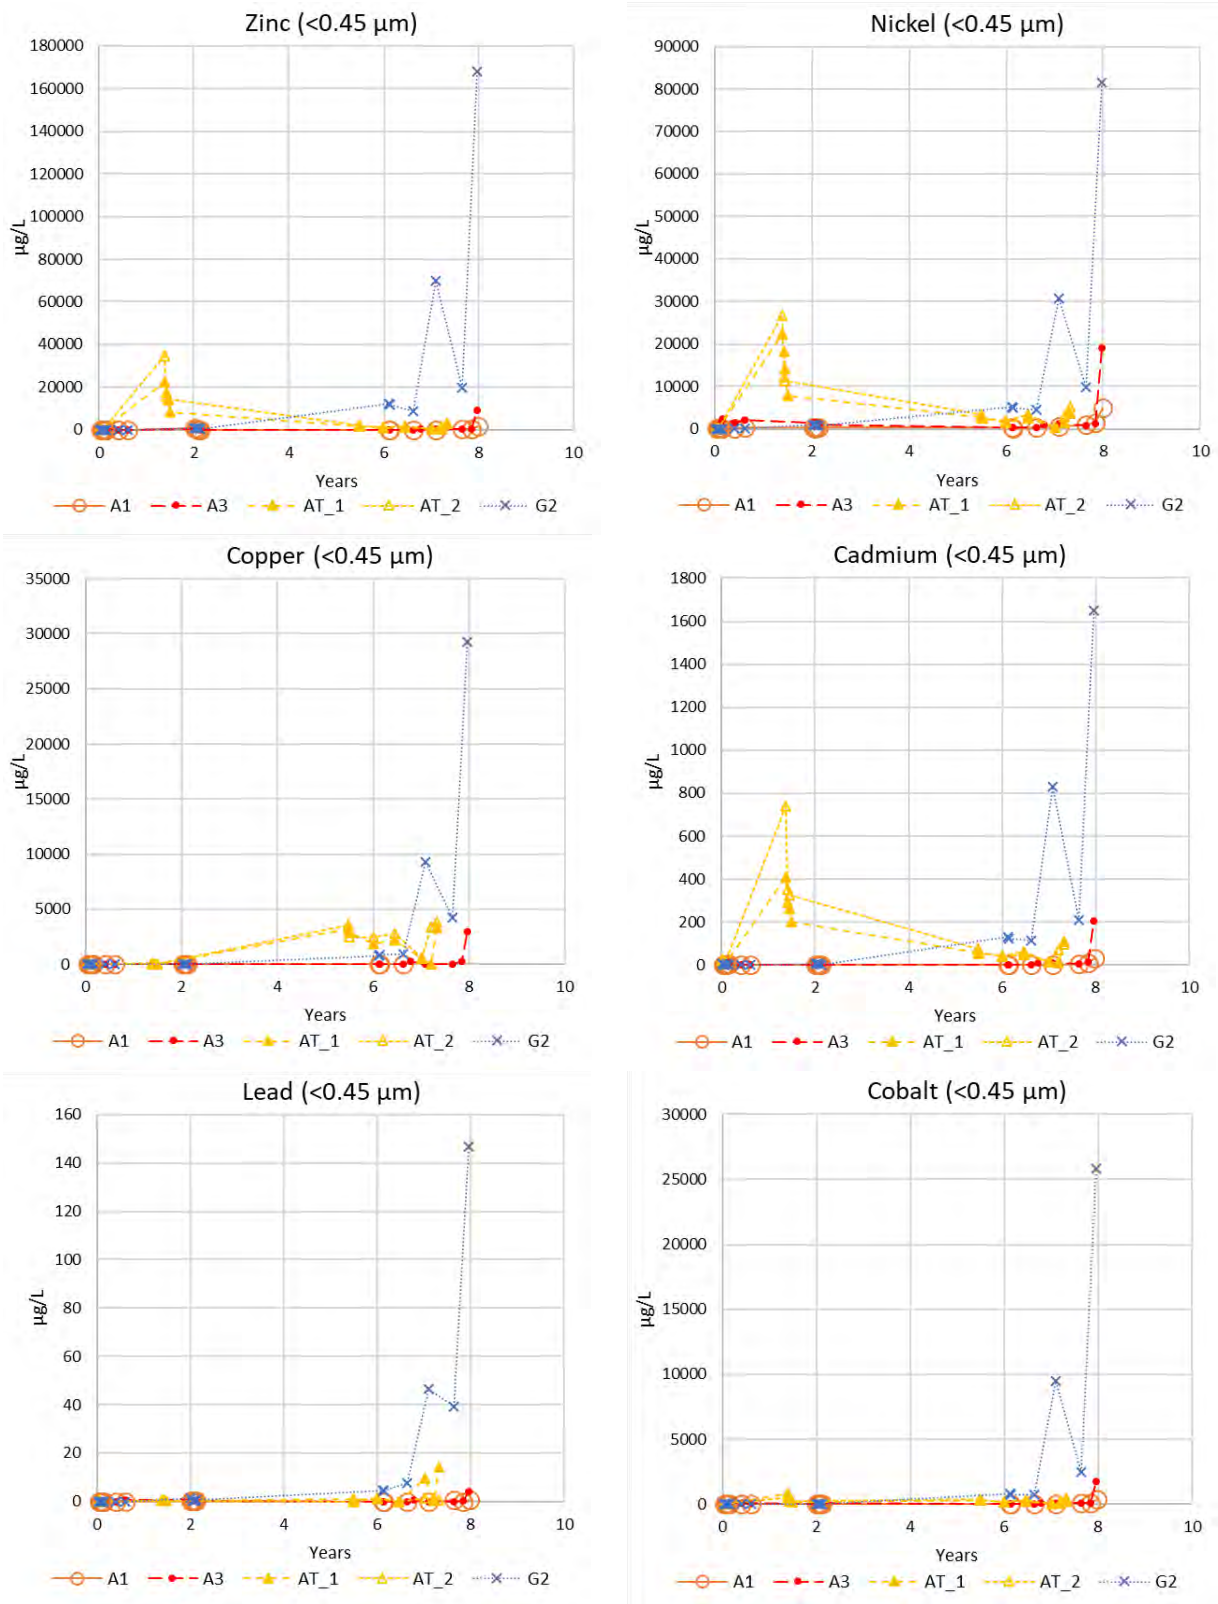 Zinc (<0.45 µm)
180000
160000
140000
120000
100000
80000
60000
40000
20000
0
µg/L
0 2 4 6 8 10
Years
A1 A3 AT_1 AT_2 G2
Nickel (<0.45 µm)
90000
80000
70000
60000
50000
40000
30000
20000
10000
0
µg/L
0 2 4 6 8 10
Years
A1 A3 AT_1 AT_2 G2
Copper (<0.45 µm)
35000
30000
25000
20000
15000
10000
5000
0
µg/L
0 2 4 6 8 10
Years
A1 A3 AT_1 AT_2 G2
Cadmium (<0.45 µm)
1800
1600
1400
1200
1000
800
600
400
200
0
µg/L
0 2 4 6 8 10
Years
A1 A3 AT_1 AT_2 G2
Lead (<0.45 µm)
160
140
120
100
80
60
40
20
0
µg/L
0 2 4 6 8 10
Years
A1 A3 AT_1 AT_2 G2
Cobalt (<0.45 µm)
30000
25000
20000
15000
10000
5000
0
µg/L
0 2 4 6 8 10
Years
A1 A3 AT_1 AT_2 G2